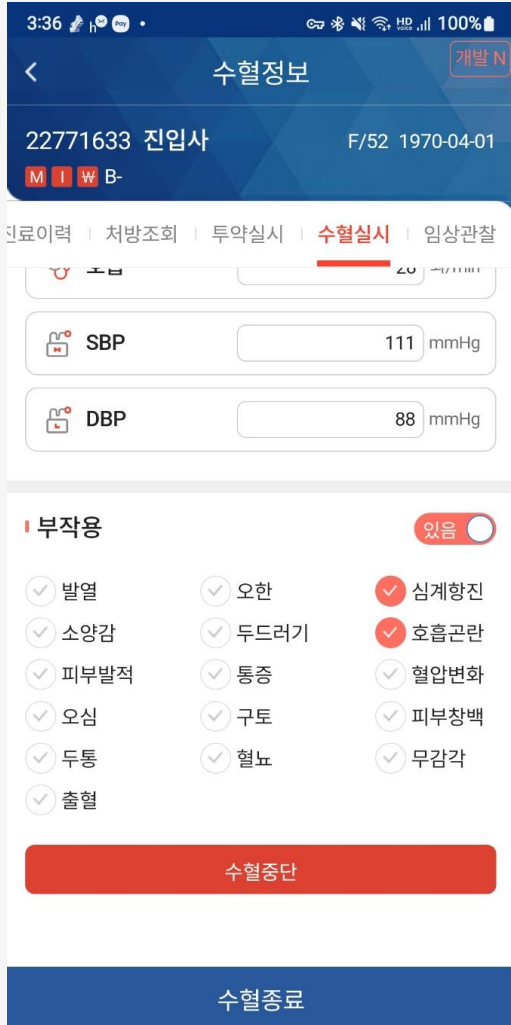 3:36 h pay HD voice 100%
수혈정보 개발 N
22771633 진입사 F/52 1970-04-01
M I ₩ B-
진료이력 처방조회 투약실시 수혈실시 임상관찰
SBP 111 mmHg
DBP 88 mmHg
부작용 있음
발열 오한 심계항진
소양감 두드러기 호흡곤란
피부발적 통증 혈압변화
오심 구토 피부창백
두통 혈뇨 무감각
출혈
수혈중단
수혈종료